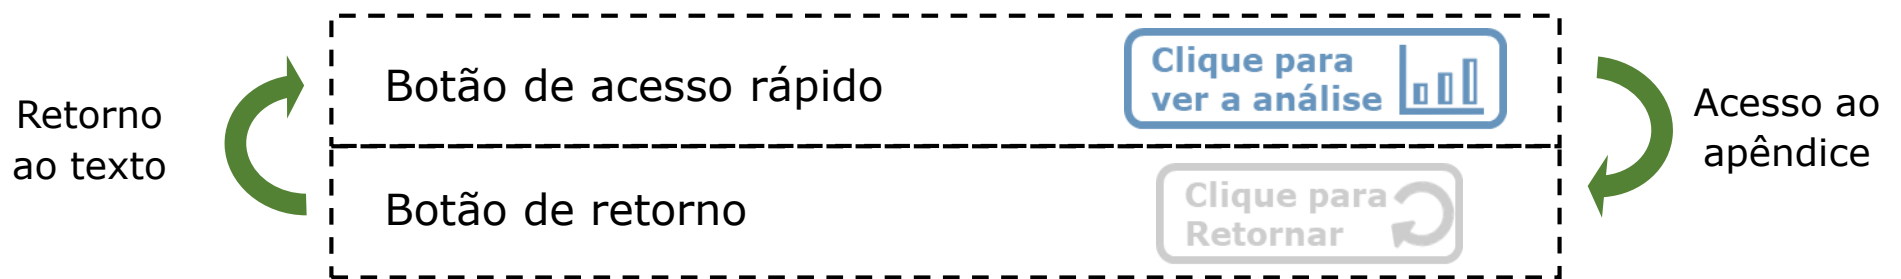 Retorno
ao texto
Botão de acesso rápido
Clique para
ver a análise
Botão de retorno
Clique para
Retornar
Acesso ao
apêndice